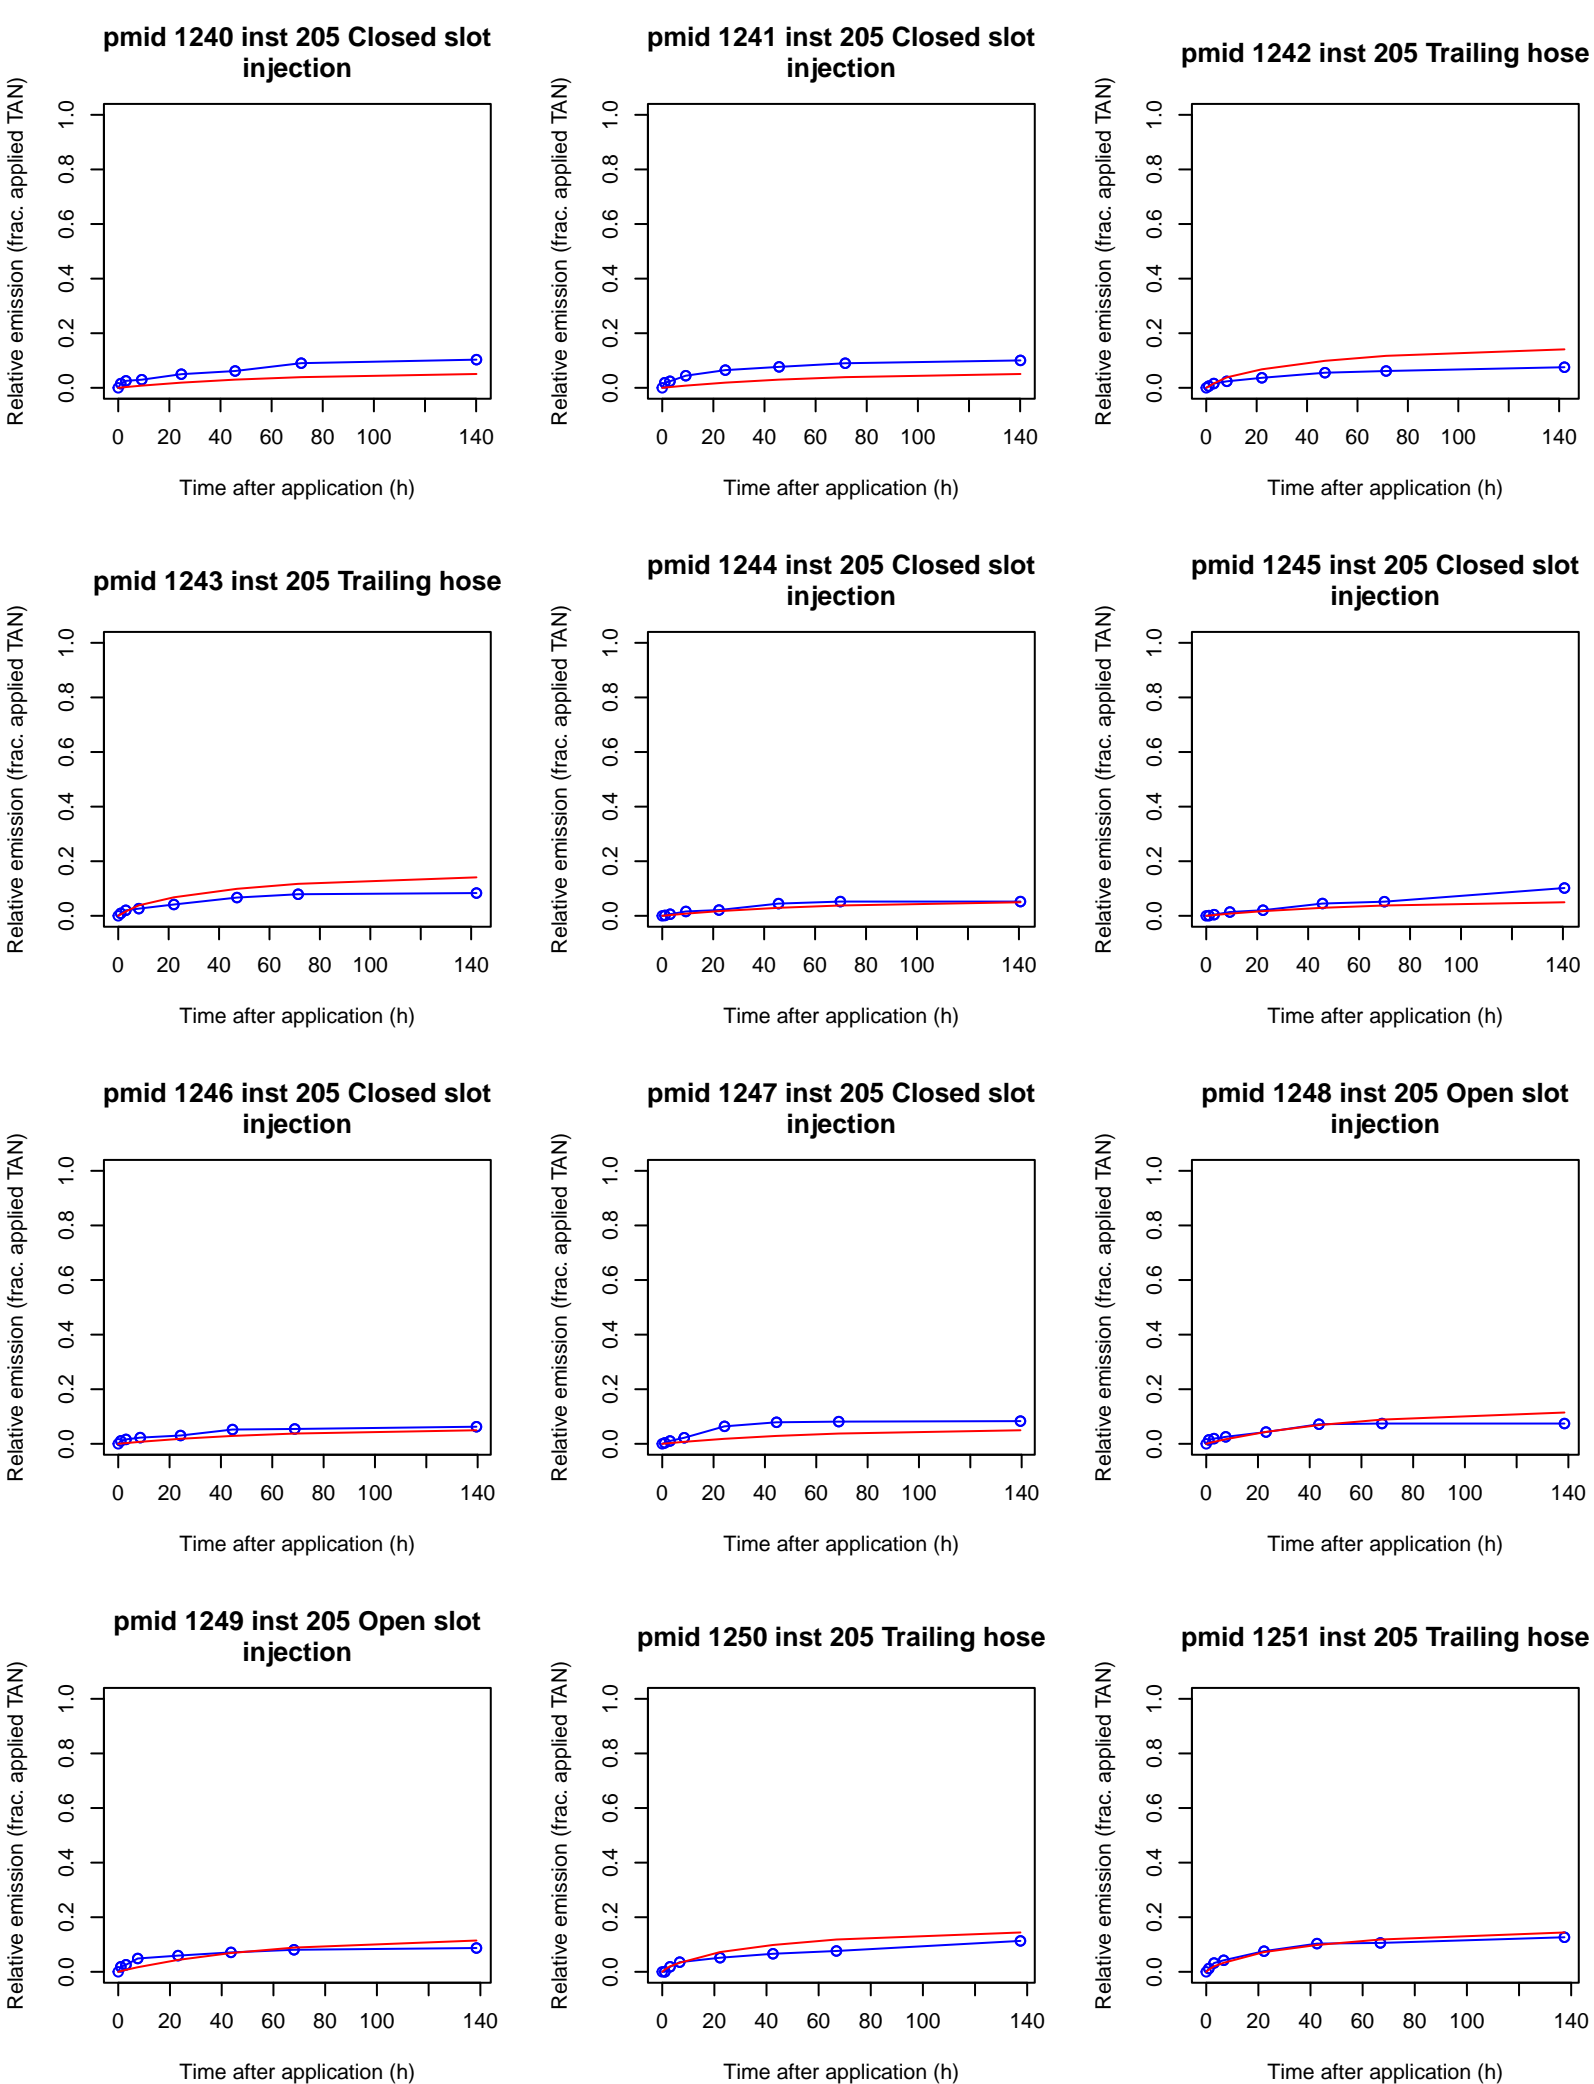 pmid 1240 inst 205 Closed slot
injection
Relative emission (frac. applied TAN)
1.0
0.8
0.6
0.4
0.2
0.0
0 20 40 60 80 100 140
Time after application (h)
pmid 1241 inst 205 Closed slot
injection
Relative emission (frac. applied TAN)
1.0
0.8
0.6
0.4
0.2
0.0
0 20 40 60 80 100 140
Time after application (h)
pmid 1242 inst 205 Trailing hose
Relative emission (frac. applied TAN)
1.0
0.8
0.6
0.4
0.2
0.0
0 20 40 60 80 100 140
Time after application (h)
pmid 1243 inst 205 Trailing hose
Relative emission (frac. applied TAN)
1.0
0.8
0.6
0.4
0.2
0.0
0 20 40 60 80 100 140
Time after application (h)
pmid 1244 inst 205 Closed slot
injection
Relative emission (frac. applied TAN)
1.0
0.8
0.6
0.4
0.2
0.0
0 20 40 60 80 100 140
Time after application (h)
pmid 1245 inst 205 Closed slot
injection
Relative emission (frac. applied TAN)
1.0
0.8
0.6
0.4
0.2
0.0
0 20 40 60 80 100 140
Time after application (h)
pmid 1246 inst 205 Closed slot
injection
Relative emission (frac. applied TAN)
1.0
0.8
0.6
0.4
0.2
0.0
0 20 40 60 80 100 140
Time after application (h)
pmid 1247 inst 205 Closed slot
injection
Relative emission (frac. applied TAN)
1.0
0.8
0.6
0.4
0.2
0.0
0 20 40 60 80 100 140
Time after application (h)
pmid 1248 inst 205 Open slot
injection
Relative emission (frac. applied TAN)
1.0
0.8
0.6
0.4
0.2
0.0
0 20 40 60 80 100 140
Time after application (h)
pmid 1249 inst 205 Open slot
injection
Relative emission (frac. applied TAN)
1.0
0.8
0.6
0.4
0.2
0.0
0 20 40 60 80 100 140
Time after application (h)
pmid 1250 inst 205 Trailing hose
Relative emission (frac. applied TAN)
1.0
0.8
0.6
0.4
0.2
0.0
0 20 40 60 80 100 140
Time after application (h)
pmid 1251 inst 205 Trailing hose
Relative emission (frac. applied TAN)
1.0
0.8
0.6
0.4
0.2
0.0
0 20 40 60 80 100 140
Time after application (h)